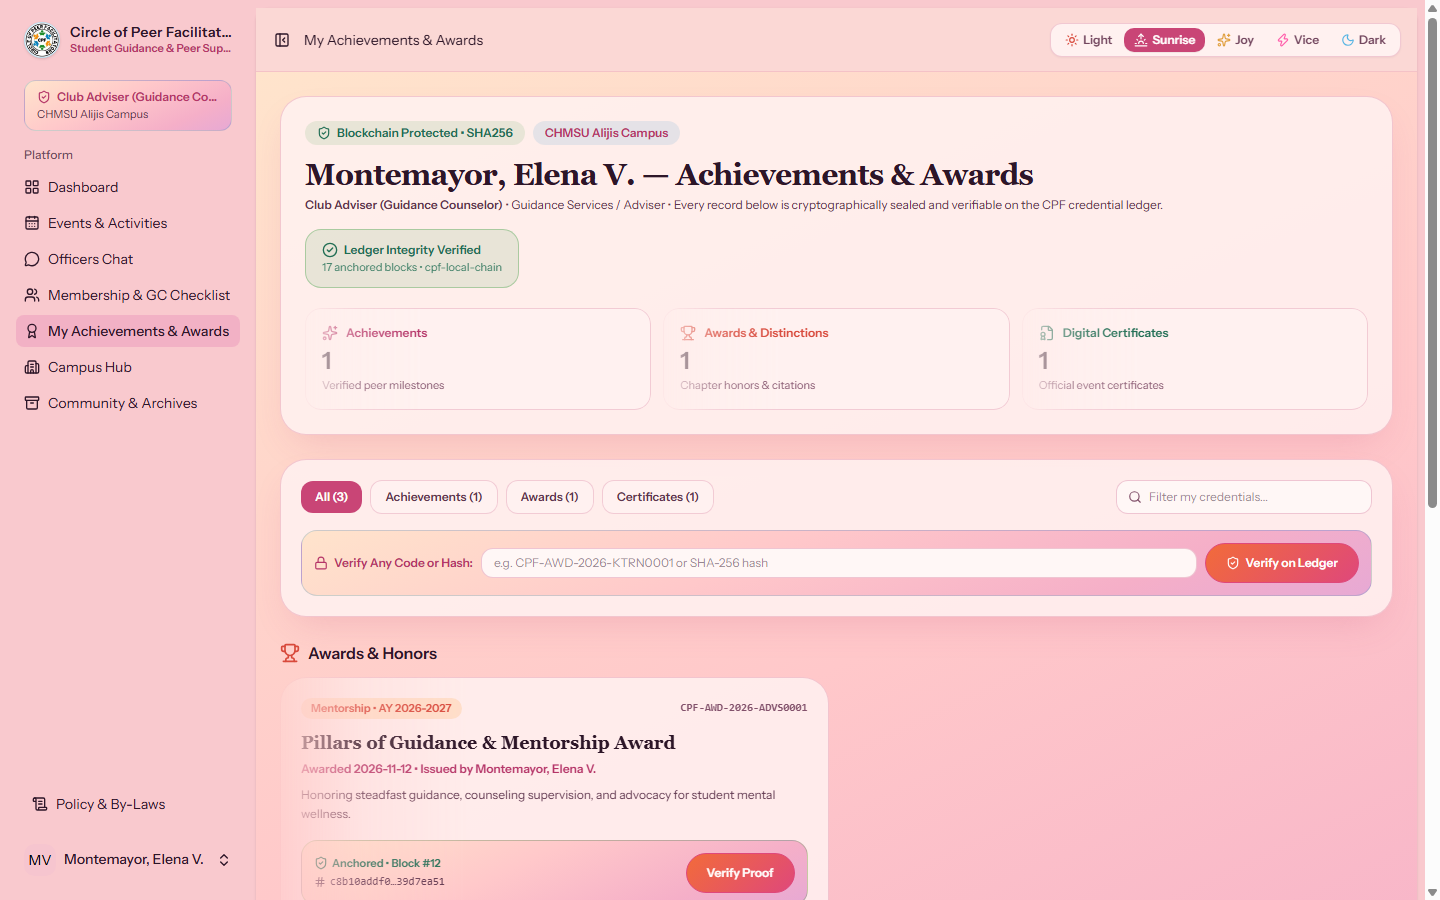 Circle of Peer Facilitat...
Student Guidance & Peer Sup...
Club Adviser (Guidance Co...
CHMSU Alijis Campus
Platform
Dashboard
Events & Activities
Officers Chat
Membership & GC Checklist
My Achievements & Awards
Campus Hub
Community & Archives
Policy & By-Laws
MV Montemayor, Elena V.
My Achievements & Awards
Light Sunrise Joy Vice Dark
Blockchain Protected • SHA256 CHMSU Alijis Campus
Montemayor, Elena V. — Achievements & Awards
Club Adviser (Guidance Counselor) • Guidance Services / Adviser • Every record below is cryptographically sealed and verifiable on the CPF credential ledger.
Ledger Integrity Verified
17 anchored blocks • cpf-local-chain
Achievements
1
Verified peer milestones
Awards & Distinctions
1
Chapter honors & citations
Digital Certificates
1
Official event certificates
All (3) Achievements (1) Awards (1) Certificates (1) Filter my credentials...
Verify Any Code or Hash: e.g. CPF-AWD-2026-KTRN0001 or SHA-256 hash Verify on Ledger
Awards & Honors
Mentorship • AY 2026-2027 CPF-AWD-2026-ADVS0001
Pillars of Guidance & Mentorship Award
Awarded 2026-11-12 • Issued by Montemayor, Elena V.
Honoring steadfast guidance, counseling supervision, and advocacy for student mental
wellness.
Anchored • Block #12
# c8b10addf0…39d7ea51
Verify Proof